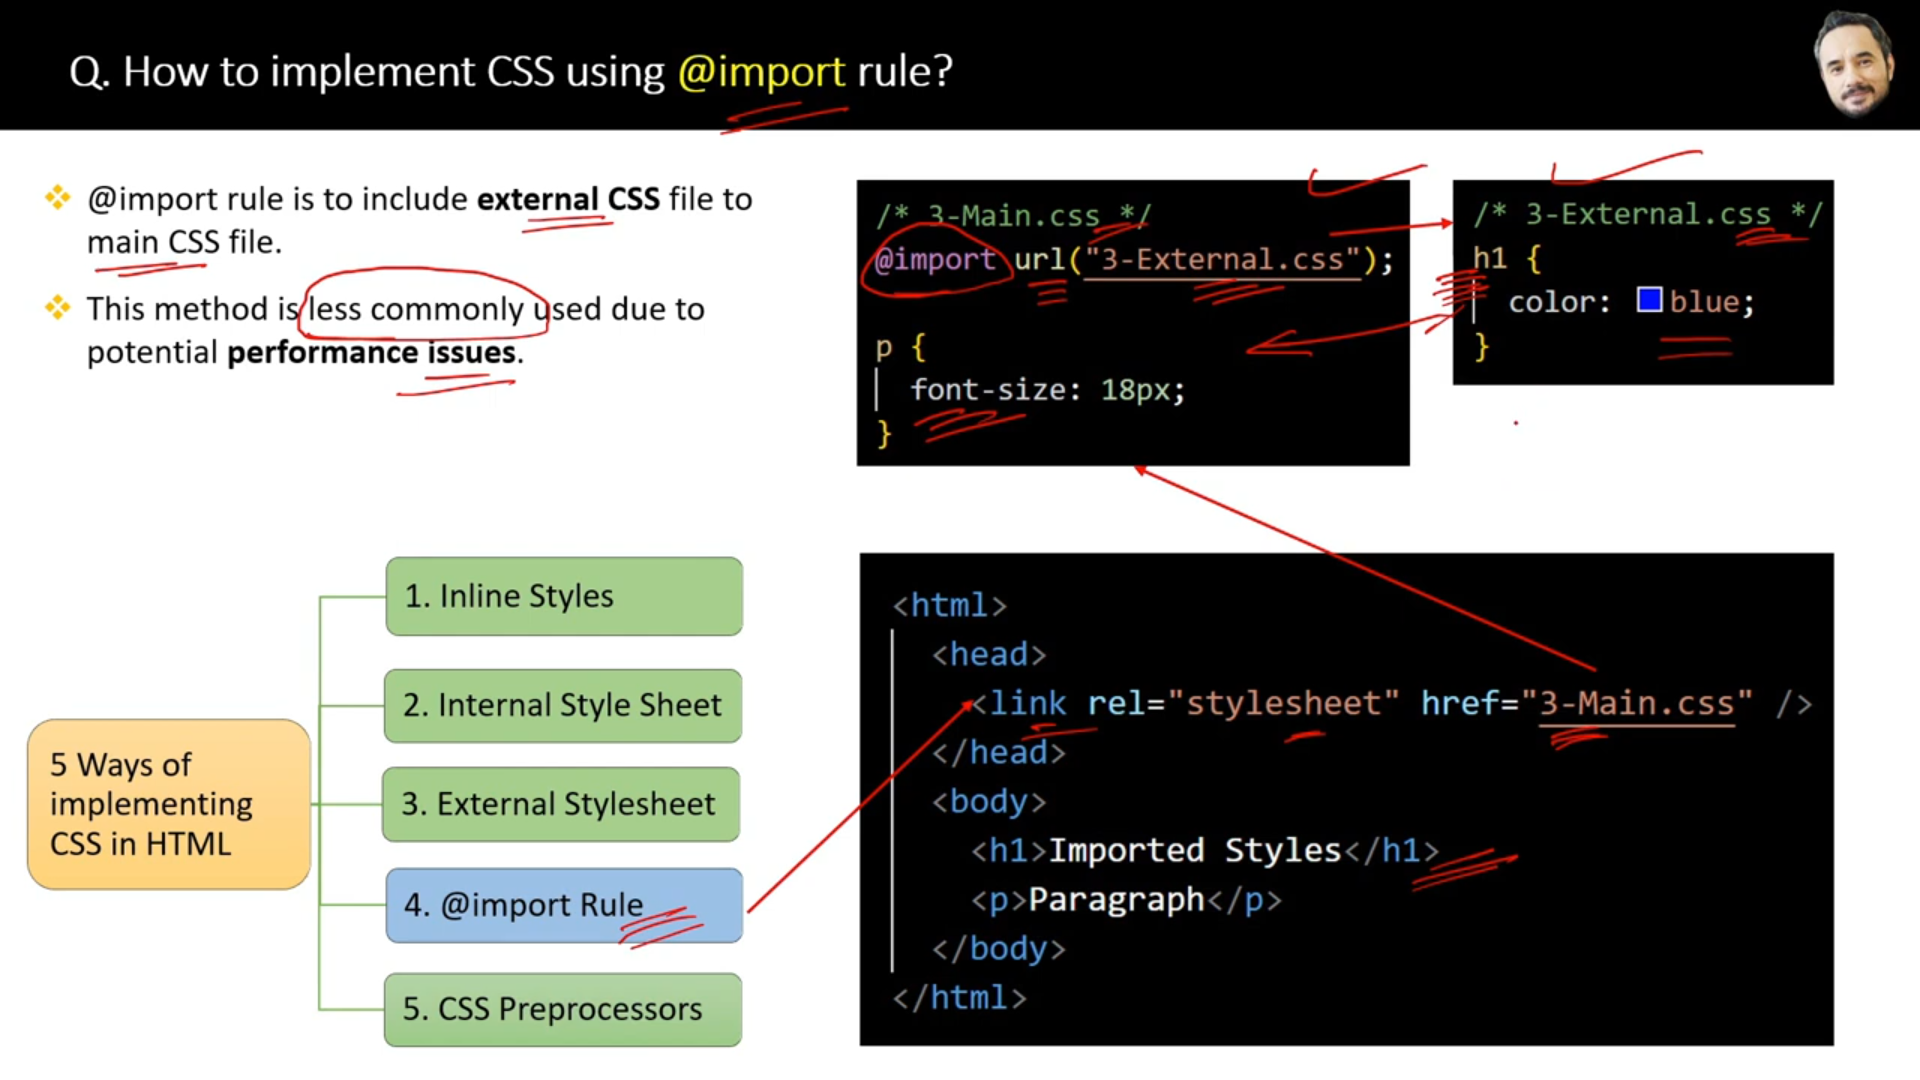 Q. How to implement CSS using @import rule?
@import rule is to include external CSS file to
main CSS file.
This method is less commonly used due to
potential performance issues.
/* 3-Main.css */
@import url("3-External.css");
p {
font-size: 18px;
}
/* 3-External.css */
h1 {
color: blue;
}
5 Ways of
implementing
CSS in HTML
1. Inline Styles
2. Internal Style Sheet
3. External Stylesheet
4. @import Rule
5. CSS Preprocessors
<html>
<head>
<link rel="stylesheet" href="3-Main.css" />
</head>
<body>
<h1>Imported Styles</h1>
<p>Paragraph</p>
</body>
</html>